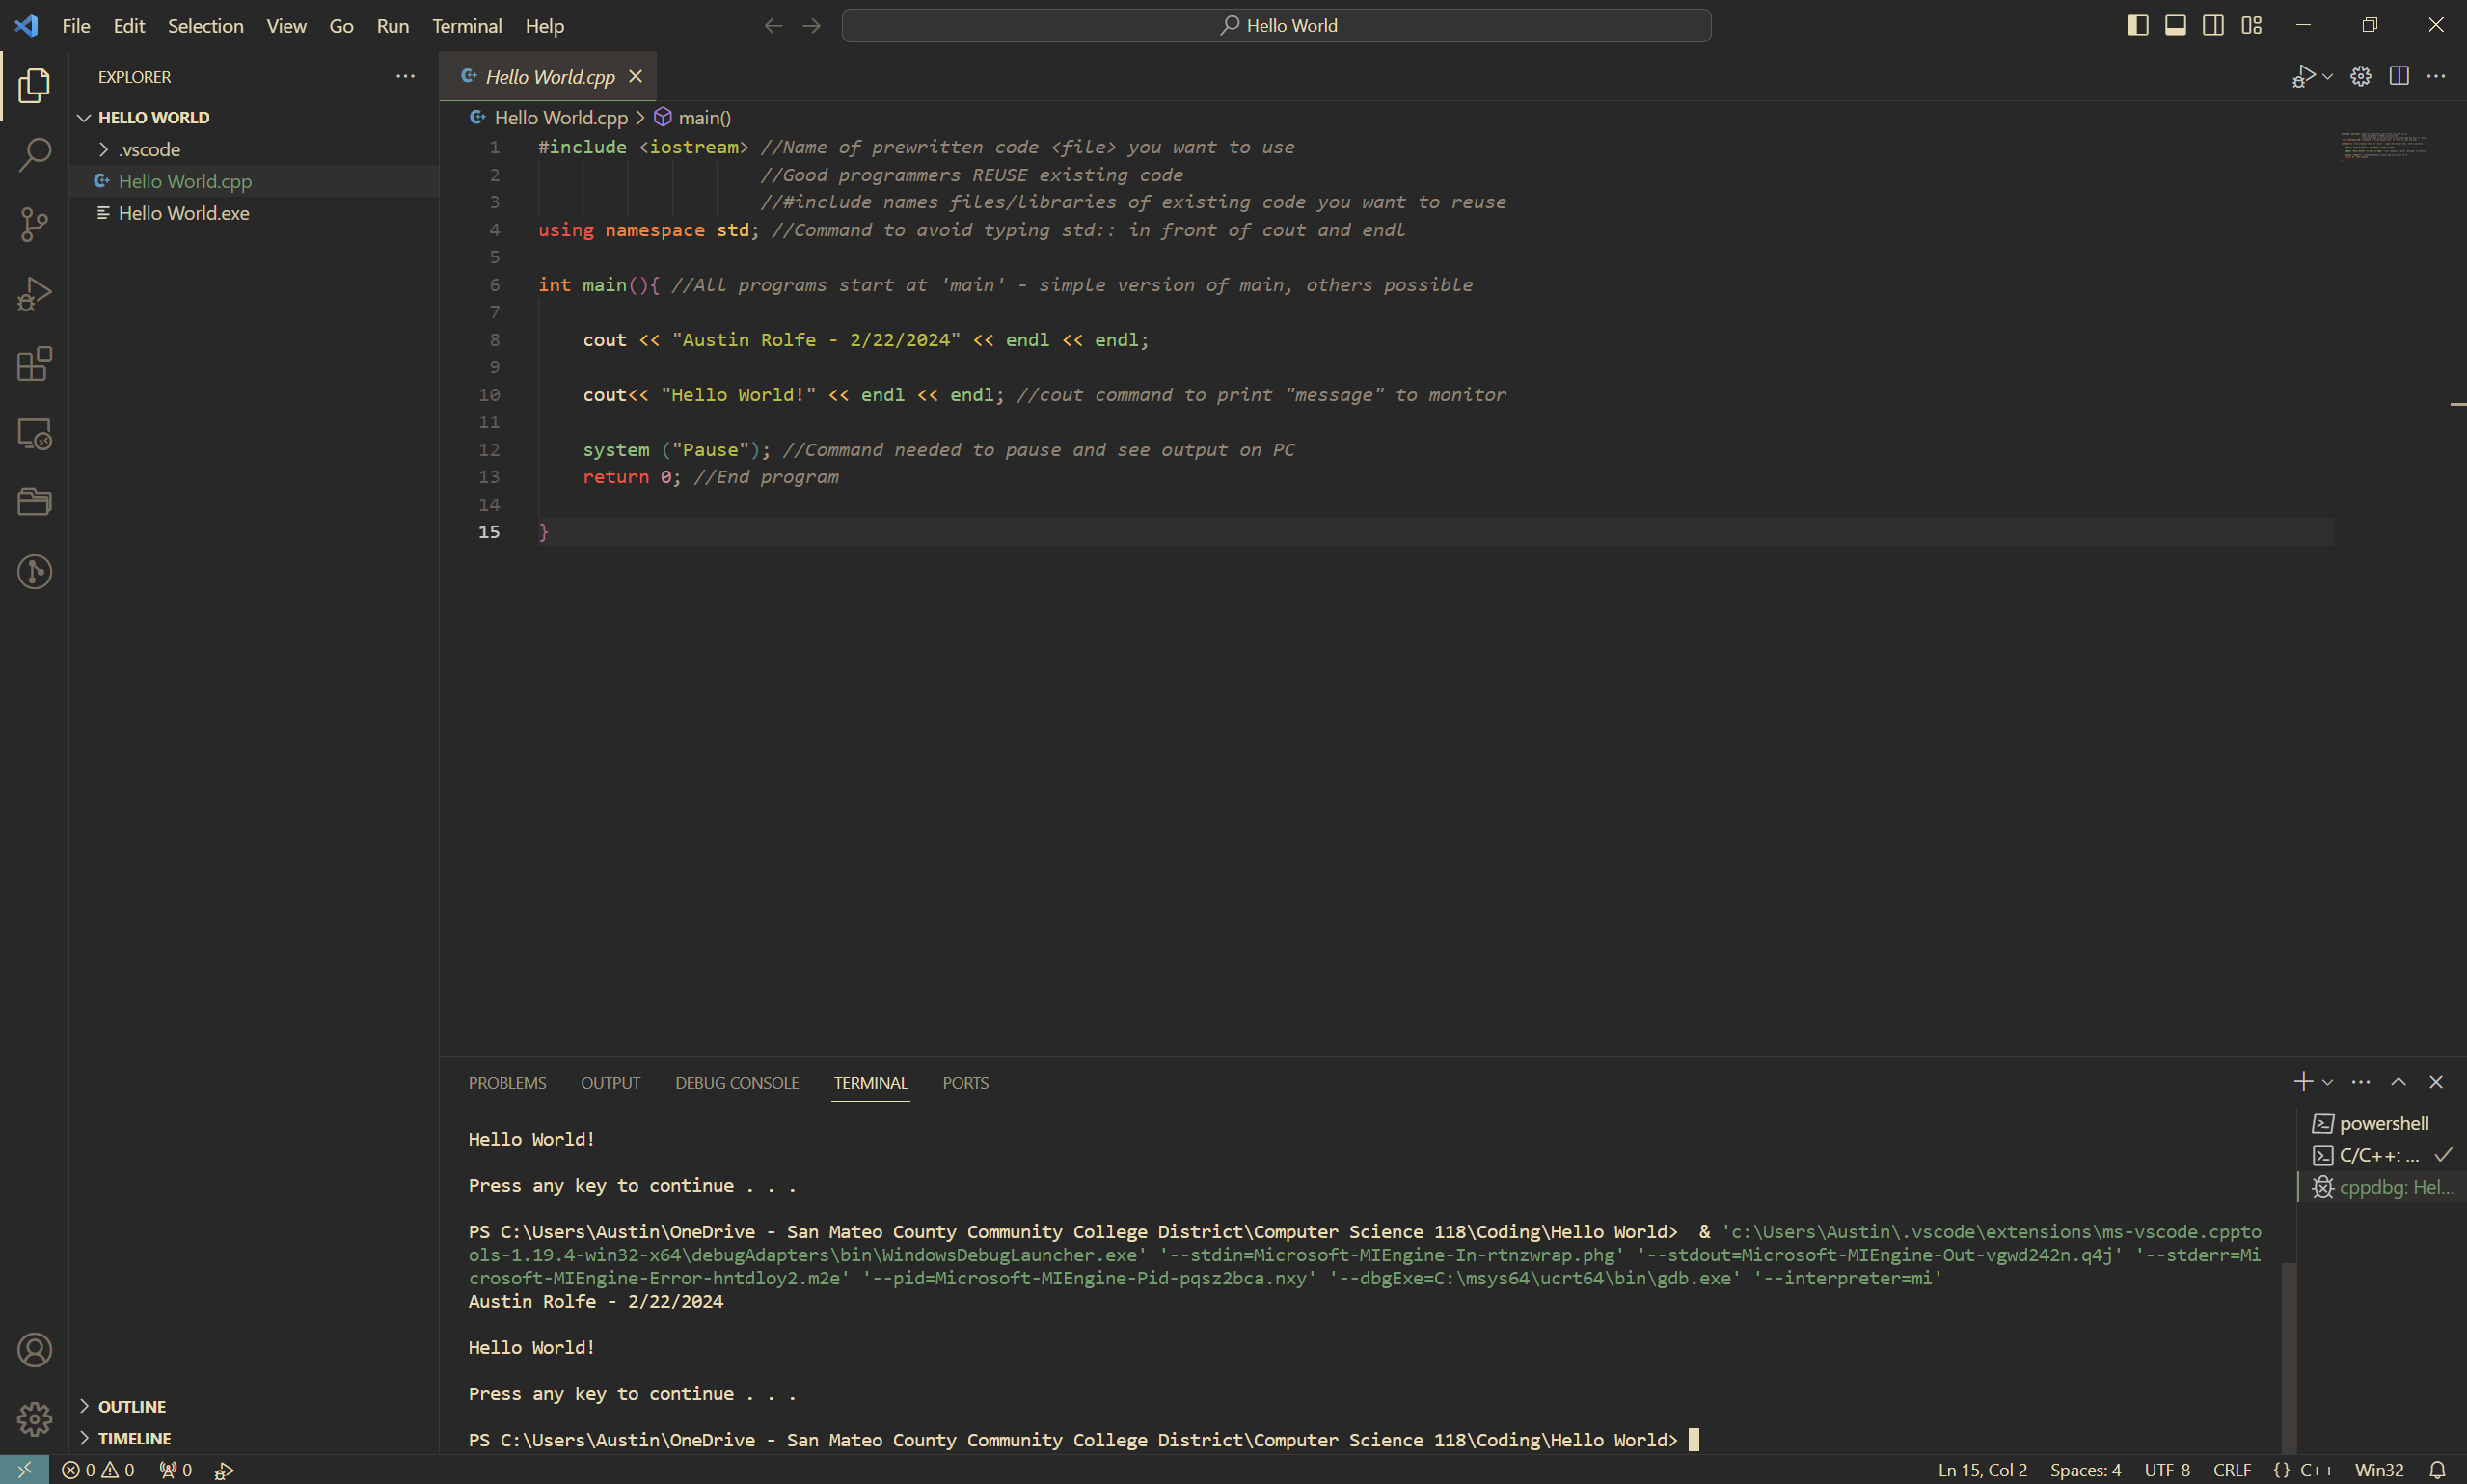 File Edit Selection View Go Run Terminal Help
Hello World
EXPLORER
HELLO WORLD
.vscode
Hello World.cpp
Hello World.exe
OUTLINE
TIMELINE
Hello World.cpp
Hello World.cpp > main()
1 #include <iostream> //Name of prewritten code <file> you want to use
2 //Good programmers REUSE existing code
3 //#include names files/libraries of existing code you want to reuse
4 using namespace std; //Command to avoid typing std:: in front of cout and endl
5
6 int main(){ //All programs start at 'main' - simple version of main, others possible
7
8 cout << "Austin Rolfe - 2/22/2024" << endl << endl;
9
10 cout<< "Hello World!" << endl << endl; //cout command to print "message" to monitor
11
12 system ("Pause"); //Command needed to pause and see output on PC
13 return 0; //End program
14
15 }
PROBLEMS OUTPUT DEBUG CONSOLE TERMINAL PORTS
Hello World!
Press any key to continue . . .
PS C:\Users\Austin\OneDrive - San Mateo County Community College District\Computer Science 118\Coding\Hello World>  & 'c:\Users\Austin\.vscode\extensions\ms-vscode.cppto
ols-1.19.4-win32-x64\debugAdapters\bin\WindowsDebugLauncher.exe' '--stdin=Microsoft-MIEngine-In-rtnzwrap.phg' '--stdout=Microsoft-MIEngine-Out-vgwd242n.q4j' '--stderr=Mi
crosoft-MIEngine-Error-hntdloy2.m2e' '--pid=Microsoft-MIEngine-Pid-pqsz2bca.nxy' '--dbgExe=C:\msys64\ucrt64\bin\gdb.exe' '--interpreter=mi'
Austin Rolfe - 2/22/2024
Hello World!
Press any key to continue . . .
PS C:\Users\Austin\OneDrive - San Mateo County Community College District\Computer Science 118\Coding\Hello World>
powershell
C/C++: ...
cppdbg: Hel...
0 0 0
Ln 15, Col 2 Spaces: 4 UTF-8 CRLF {} C++ Win32